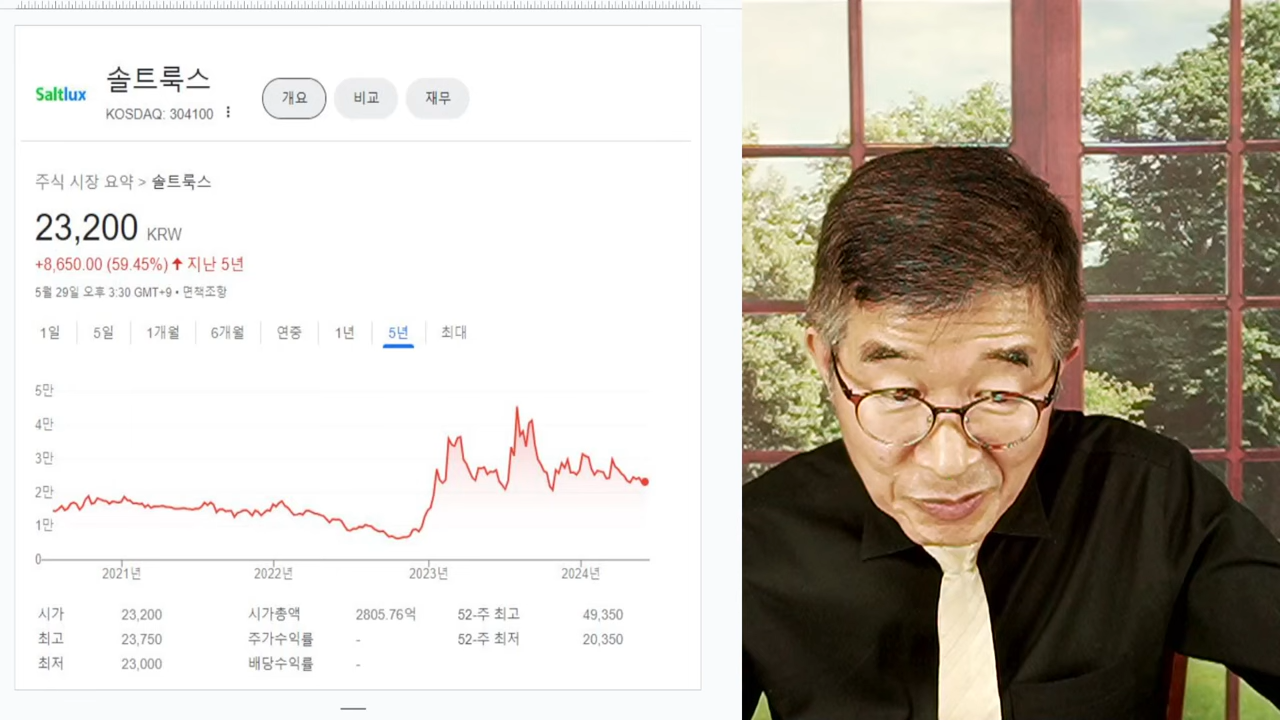 Saltlux
솔트룩스
KOSDAQ: 304100
개요 비교 재무
주식 시장 요약 > 솔트룩스
23,200 KRW
+8,650.00 (59.45%) 지난 5년
5월 29일 오후 3:30 GMT+9 • 면책조항
1일 5일 1개월 6개월 연중 1년 5년 최대
5만
4만
3만
2만
1만
0
2021년 2022년 2023년 2024년
시가 23,200 시가총액 2805.76억 52-주 최고 49,350
최고 23,750 주가수익률 - 52-주 최저 20,350
최저 23,000 배당수익률 -